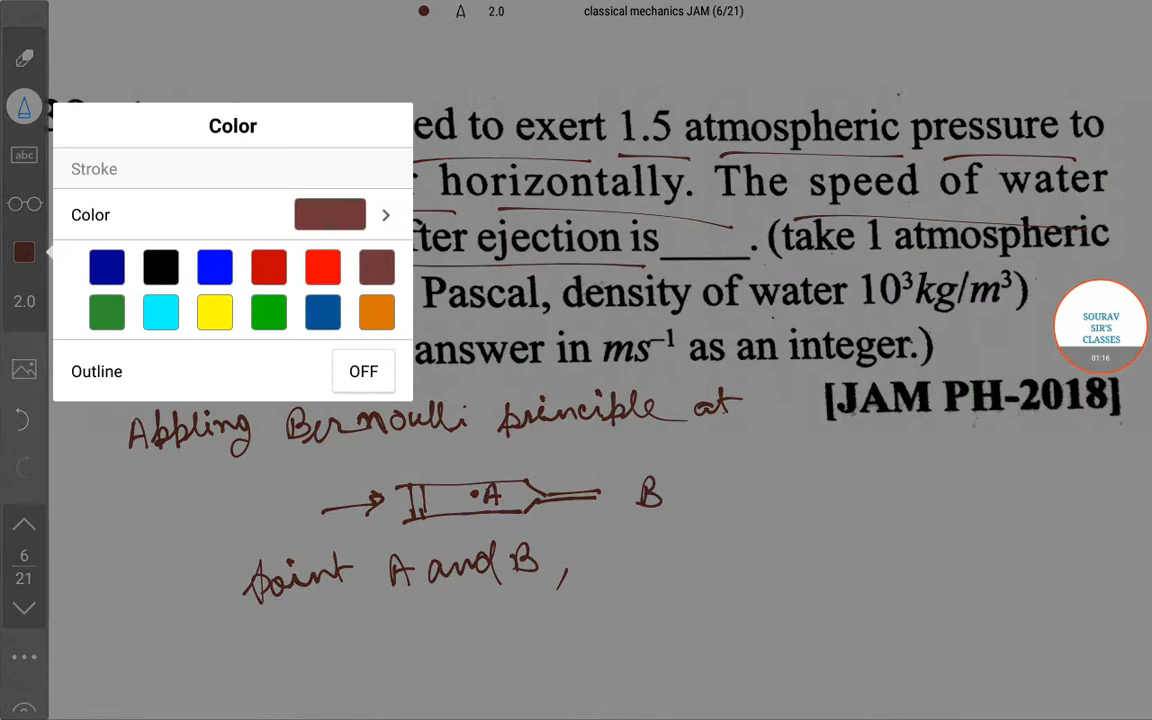 A 2.0 classical mechanics JAM (6/21)
Color
Stroke
Color
Outline OFF
abc
2.0
6
21
ed to exert 1.5 atmospheric pressure to
horizontally. The speed of water
ter ejection is____. (take 1 atmospheric
Pascal, density of water 10³kg/m³)
answer in ms⁻¹ as an integer.)
[JAM PH-2018]
SOURAV
SIR'S
CLASSES
01:16
Appling Bernoulli principle at
A B
point A and B,